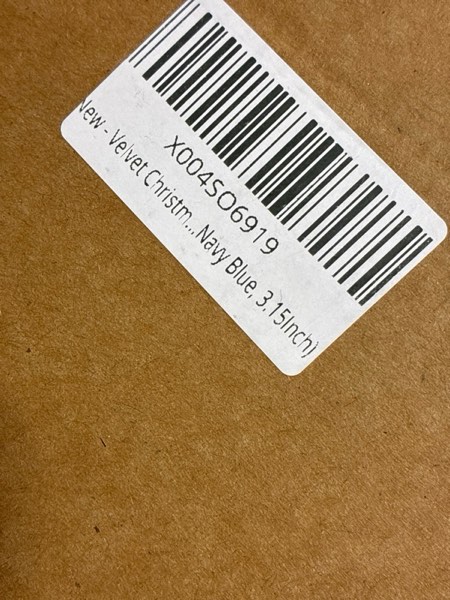 X004SO6919
New - Velvet Christm...Navy Blue, 3.15Inch)